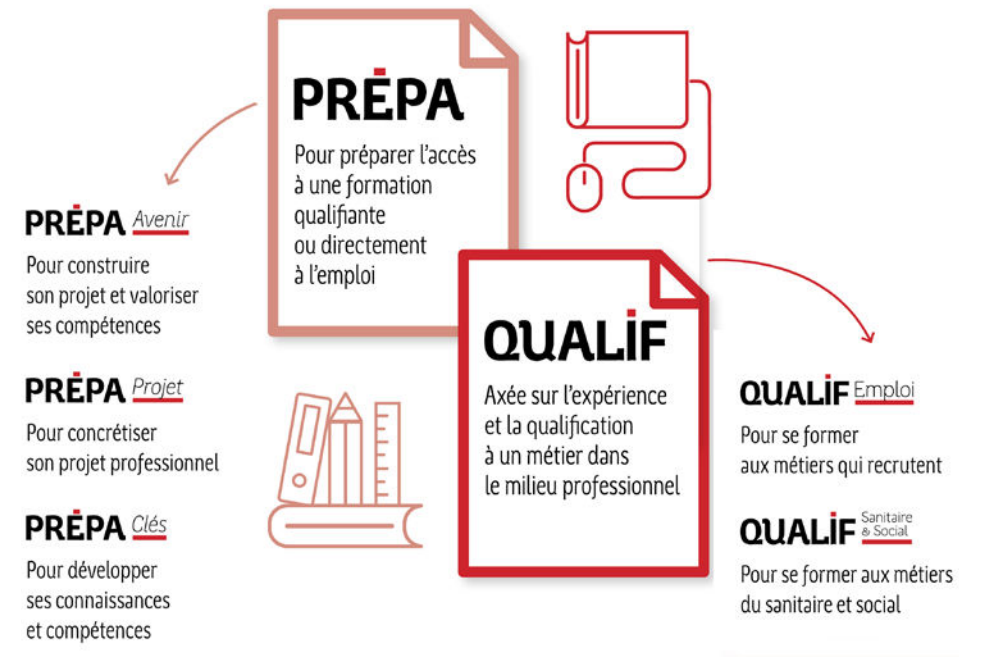 PRÉPA
Pour préparer l'accès
à une formation
qualifiante
ou directement
à l'emploi
PRÉPA Avenir
Pour construire
son projet et valoriser
ses compétences
PRÉPA Projet
Pour concrétiser
son projet professionnel
PRÉPA Clés
Pour développer
ses connaissances
et compétences
QUALIF
Axée sur l'expérience
et la qualification
à un métier dans
le milieu professionnel
QUALIF Emploi
Pour se former
aux métiers qui recrutent
QUALIF Sanitaire
& Social
Pour se former aux métiers
du sanitaire et social